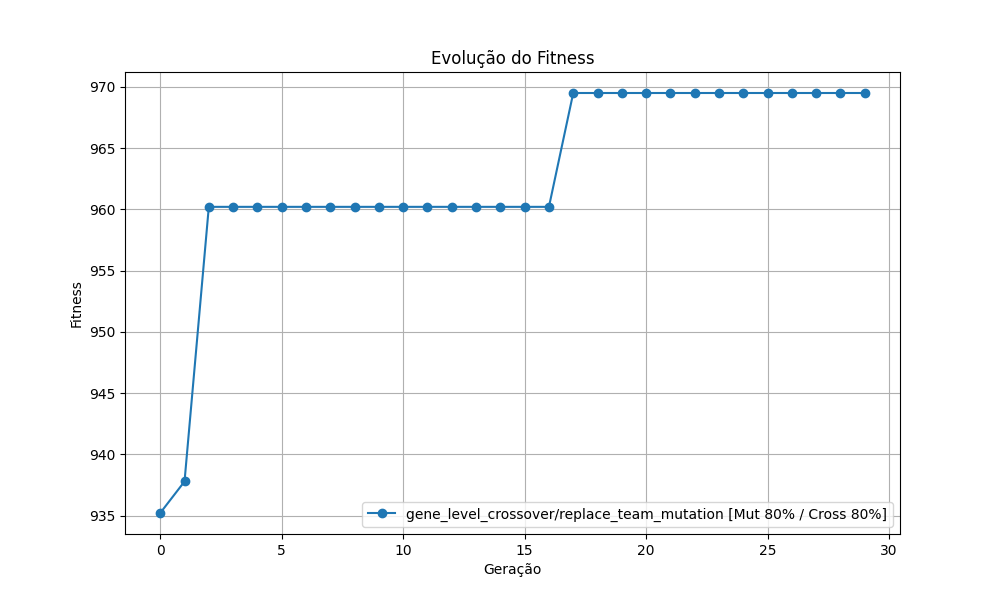 Evolução do Fitness
Fitness
970
965
960
955
950
945
940
935
gene_level_crossover/replace_team_mutation [Mut 80% / Cross 80%]
0 5 10 15 20 25 30
Geração